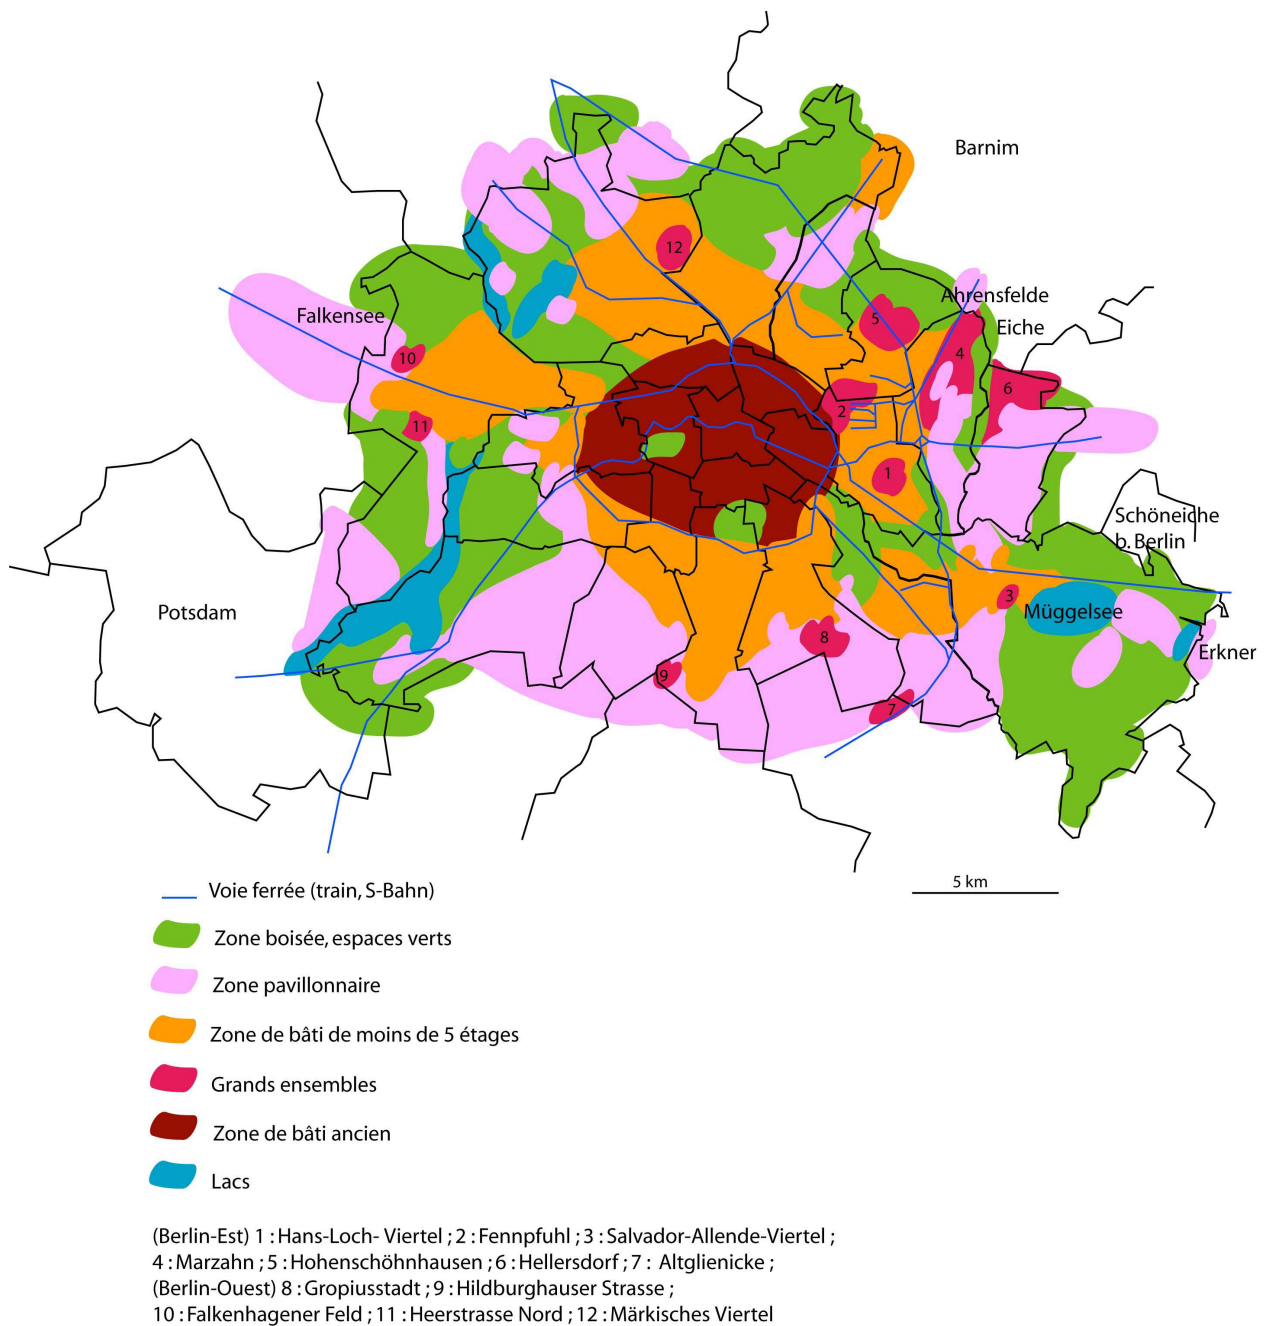 Barnim
12
Ahrensfelde
Falkensee
5
Eiche
10
4
6
2
11
1
Schöneiche
b. Berlin
3
Potsdam
Müggelsee
8
Erkner
9
7
Voie ferrée (train, S-Bahn)
5 km
Zone boisée, espaces verts
Zone pavillonnaire
Zone de bâti de moins de 5 étages
Grands ensembles
Zone de bâti ancien
Lacs
(Berlin-Est) 1 : Hans-Loch- Viertel ; 2 : Fennpfuhl ; 3 : Salvador-Allende-Viertel ;
4 : Marzahn ; 5 : Hohenschöhnhausen ; 6 : Hellersdorf ; 7 : Altglienicke ;
(Berlin-Ouest) 8 : Gropiusstadt ; 9 : Hildburghauser Strasse ;
10 : Falkenhagener Feld ; 11 : Heerstrasse Nord ; 12 : Märkisches Viertel